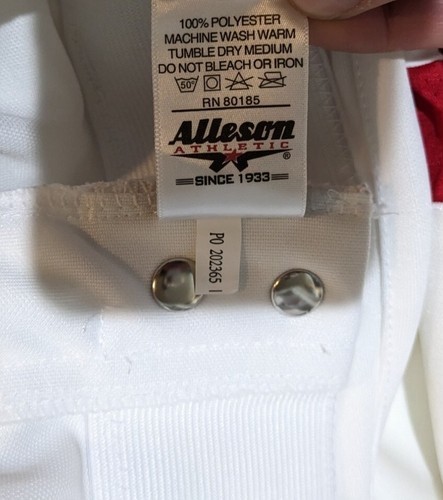 100% POLYESTER
MACHINE WASH WARM
TUMBLE DRY MEDIUM
DO NOT BLEACH OR IRON
50°
RN 80185
Alleson
ATHLETIC
®
SINCE 1933
PO 202365